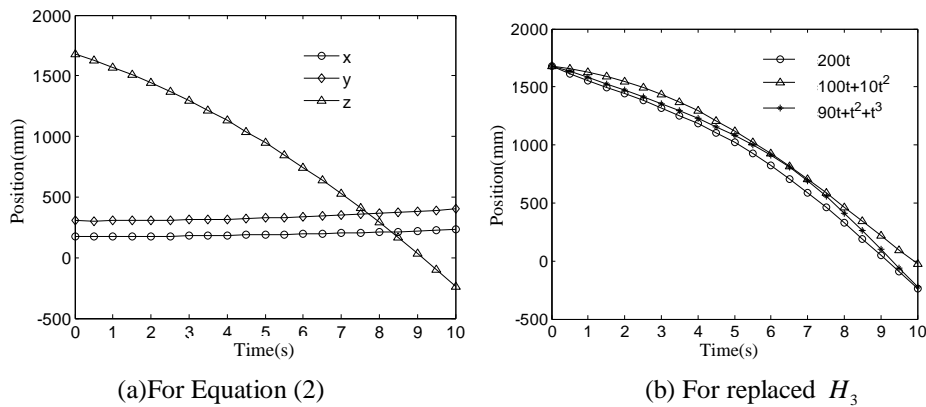 2000
1500
1000
500
0
-500
Position(mm)
0 1 2 3 4 5 6 7 8 9 10
Time(s)
x
y
z
(a)For Equation (2)
2000
1500
1000
500
0
-500
Position(mm)
0 1 2 3 4 5 6 7 8 9 10
Time(s)
200t
100t+10t²
90t+t²+t³
(b) For replaced H₃